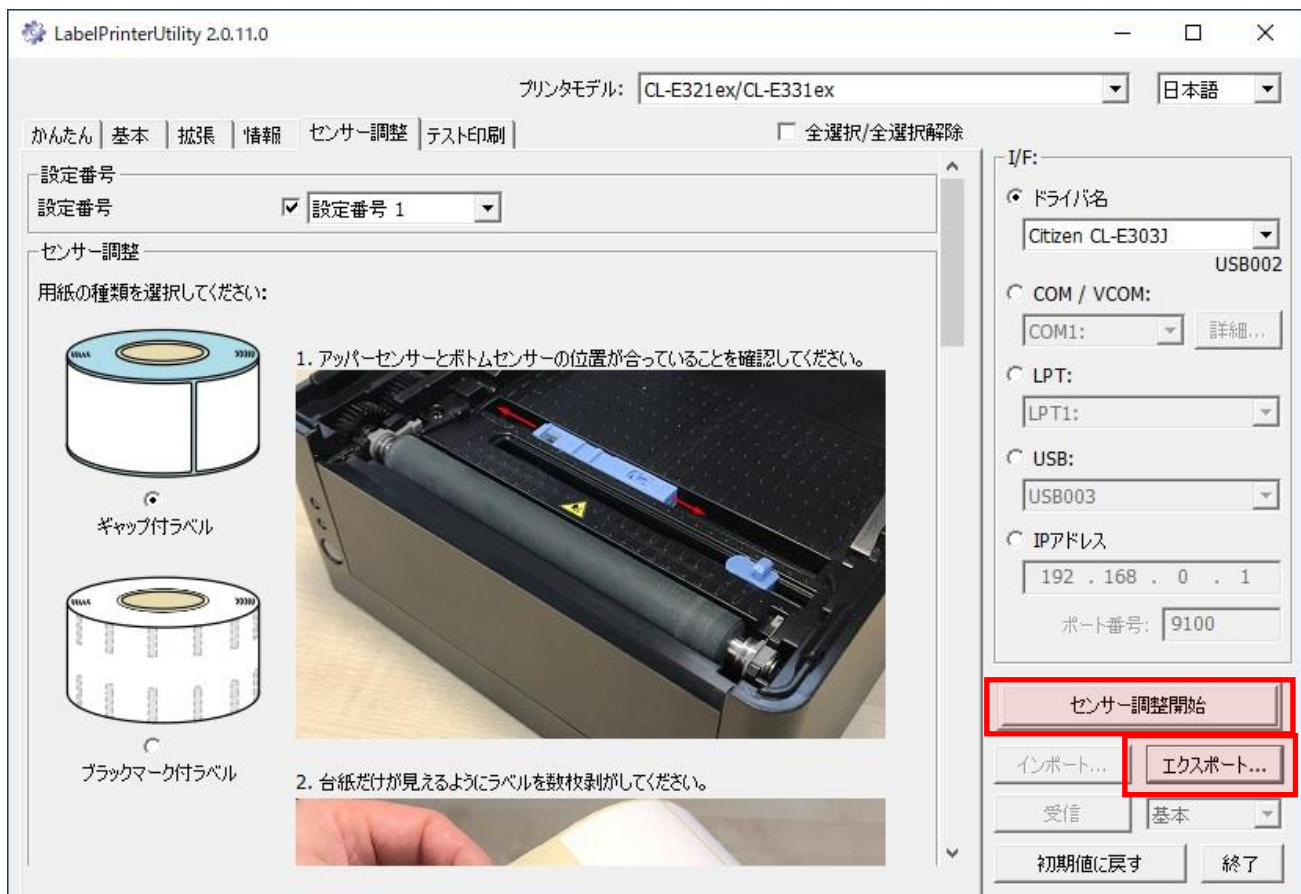 LabelPrinterUtility 2.0.11.0
プリンタモデル: CL-E321ex/CL-E331ex 日本語
かんたん 基本 拡張 情報 センサー調整 テスト印刷 全選択/全選択解除
設定番号
設定番号 設定番号 1
センサー調整
用紙の種類を選択してください:
ギャップ付ラベル
ブラックマーク付ラベル
1. アッパーセンサーとボトムセンサーの位置が合っていることを確認してください。
2. 台紙だけが見えるようにラベルを数枚剥がしてください。
I/F:
ドライバ名
Citizen CL-E303J
USB002
COM / VCOM:
COM1: 詳細...
LPT:
LPT1:
USB:
USB003
IPアドレス
192 . 168 . 0 . 1
ポート番号: 9100
センサー調整開始
インポート... エクスポート...
受信 基本
初期値に戻す 終了